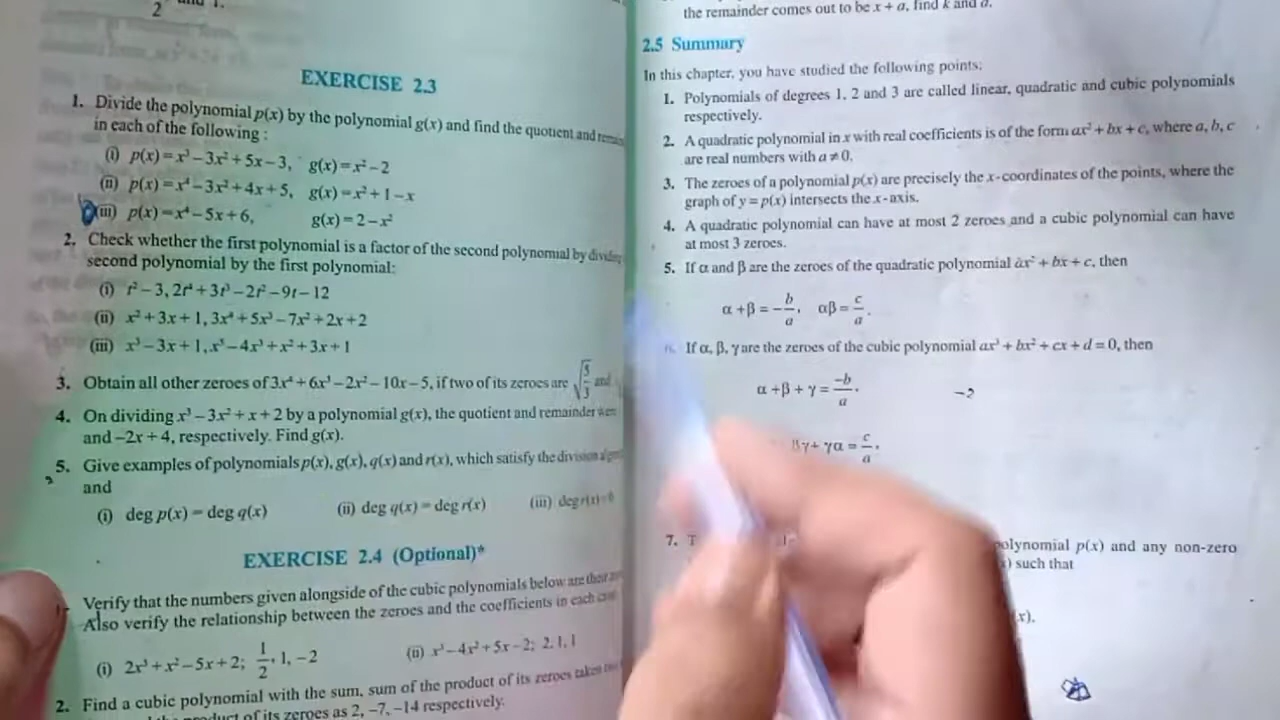 2
and 1.
EXERCISE 2.3
1. Divide the polynomial p(x) by the polynomial g(x) and find the quotient and
in each of the following :
(i) p(x) = x³ – 3x² + 5x – 3, g(x) = x² – 2
(ii) p(x) = x⁴ – 3x² + 4x + 5, g(x) = x² + 1 – x
(iii) p(x) = x⁴ – 5x + 6, g(x) = 2 – x²
2. Check whether the first polynomial is a factor of the second polynomial by
second polynomial by the first polynomial:
(i) t² – 3, 2t⁴ + 3t³ – 2t² – 9t – 12
(ii) x² + 3x + 1, 3x⁴ + 5x³ – 7x² + 2x + 2
(iii) x³ – 3x + 1, x⁵ – 4x³ + x² + 3x + 1
3. Obtain all other zeroes of 3x⁴ + 6x³ – 2x² – 10x – 5, if two of its zeroes are √5/3 and
4. On dividing x³ – 3x² + x + 2 by a polynomial g(x), the quotient and remainder
and –2x + 4, respectively. Find g(x).
5. Give examples of polynomials p(x), g(x), q(x) and r(x), which satisfy the division
and
(i) deg p(x) = deg q(x) (ii) deg q(x) = deg r(x) (iii) deg r(x) = 0
EXERCISE 2.4 (Optional)*
Verify that the numbers given alongside of the cubic polynomials below are their
Also verify the relationship between the zeroes and the coefficients in each
(i) 2x³ + x² – 5x + 2; 1/2, 1, –2 (ii) x³ – 4x² + 5x – 2; 2, 1, 1
2. Find a cubic polynomial with the sum, sum of the product of its zeroes taken
product of its zeroes as 2, –7, –14 respectively.
the remainder comes out to be x + a, find k and a.
2.5 Summary
In this chapter, you have studied the following points:
1. Polynomials of degrees 1, 2 and 3 are called linear, quadratic and cubic polynomials
respectively.
2. A quadratic polynomial in x with real coefficients is of the form ax² + bx + c, where a, b, c
are real numbers with a ≠ 0.
3. The zeroes of a polynomial p(x) are precisely the x-coordinates of the points, where the
graph of y = p(x) intersects the x-axis.
4. A quadratic polynomial can have at most 2 zeroes and a cubic polynomial can have
at most 3 zeroes.
5. If α and β are the zeroes of the quadratic polynomial ax² + bx + c, then
α + β = –b/a, αβ = c/a.
If α, β, γ are the zeroes of the cubic polynomial ax³ + bx² + cx + d = 0, then
α + β + γ = –b/a.
–2
βγ + γα = c/a,
7.
polynomial p(x) and any non-zero
such that
(x),